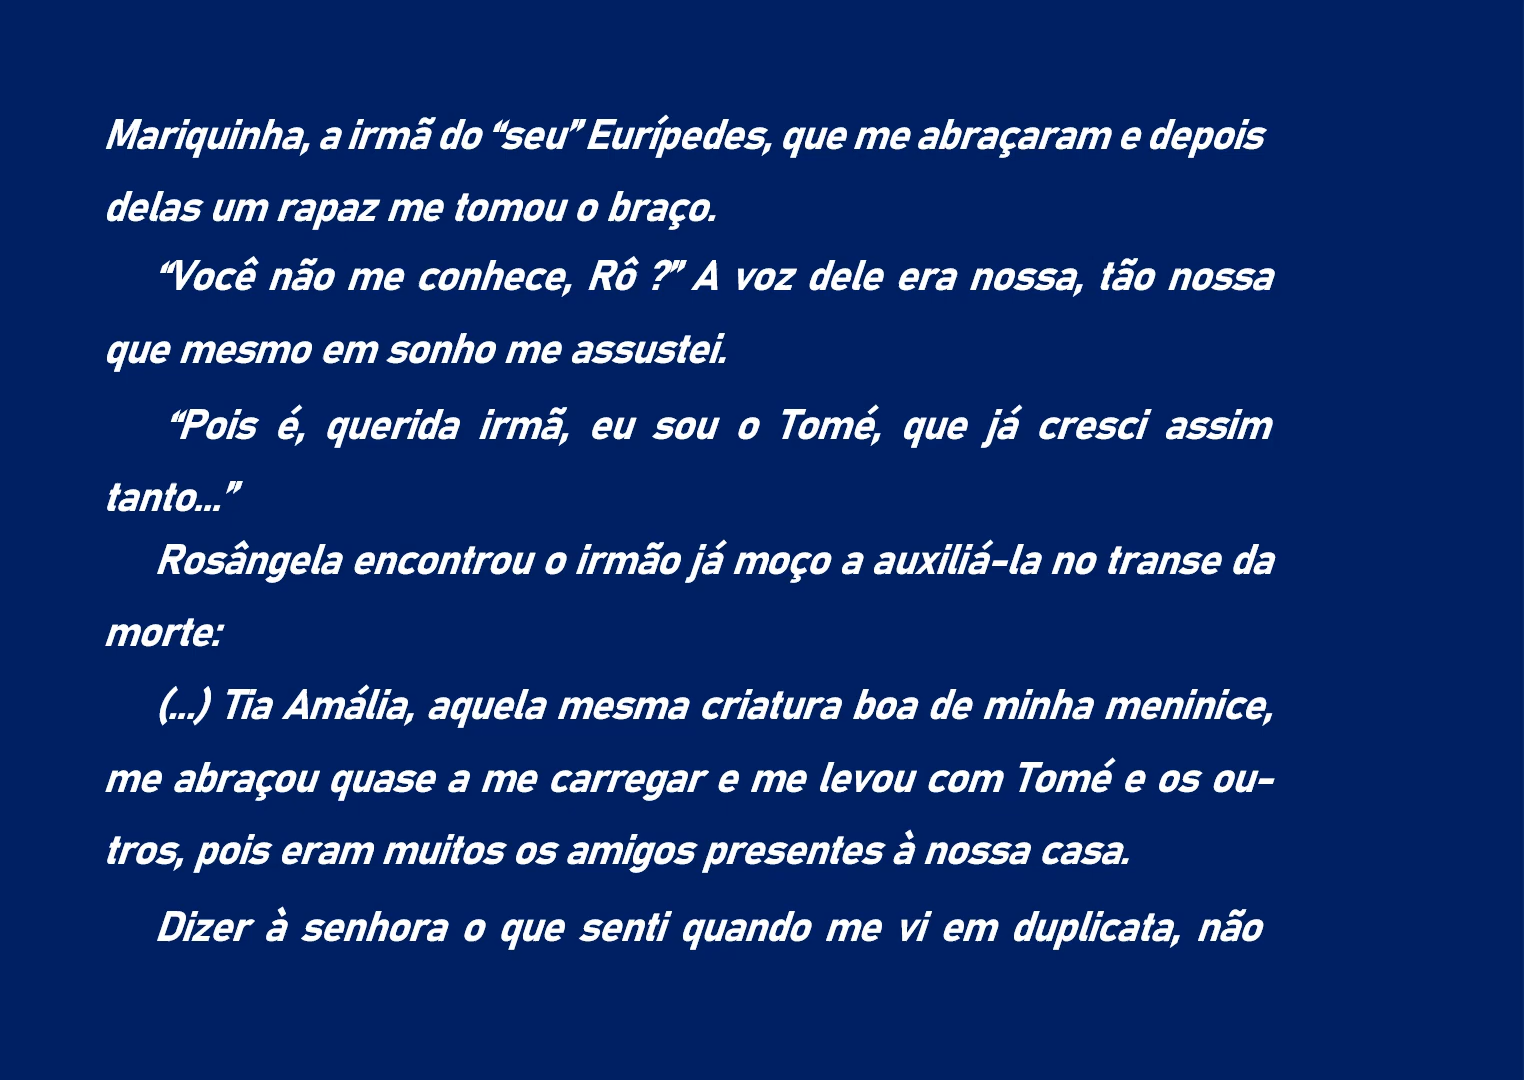 Mariquinha, a irmã do “seu” Eurípedes, que me abraçaram e depois
delas um rapaz me tomou o braço.
“Você não me conhece, Rô ?” A voz dele era nossa, tão nossa
que mesmo em sonho me assustei.
“Pois é, querida irmã, eu sou o Tomé, que já cresci assim
tanto...”
Rosângela encontrou o irmão já moço a auxiliá-la no transe da
morte:
(...) Tia Amália, aquela mesma criatura boa de minha meninice,
me abraçou quase a me carregar e me levou com Tomé e os ou-
tros, pois eram muitos os amigos presentes à nossa casa.
Dizer à senhora o que senti quando me vi em duplicata, não